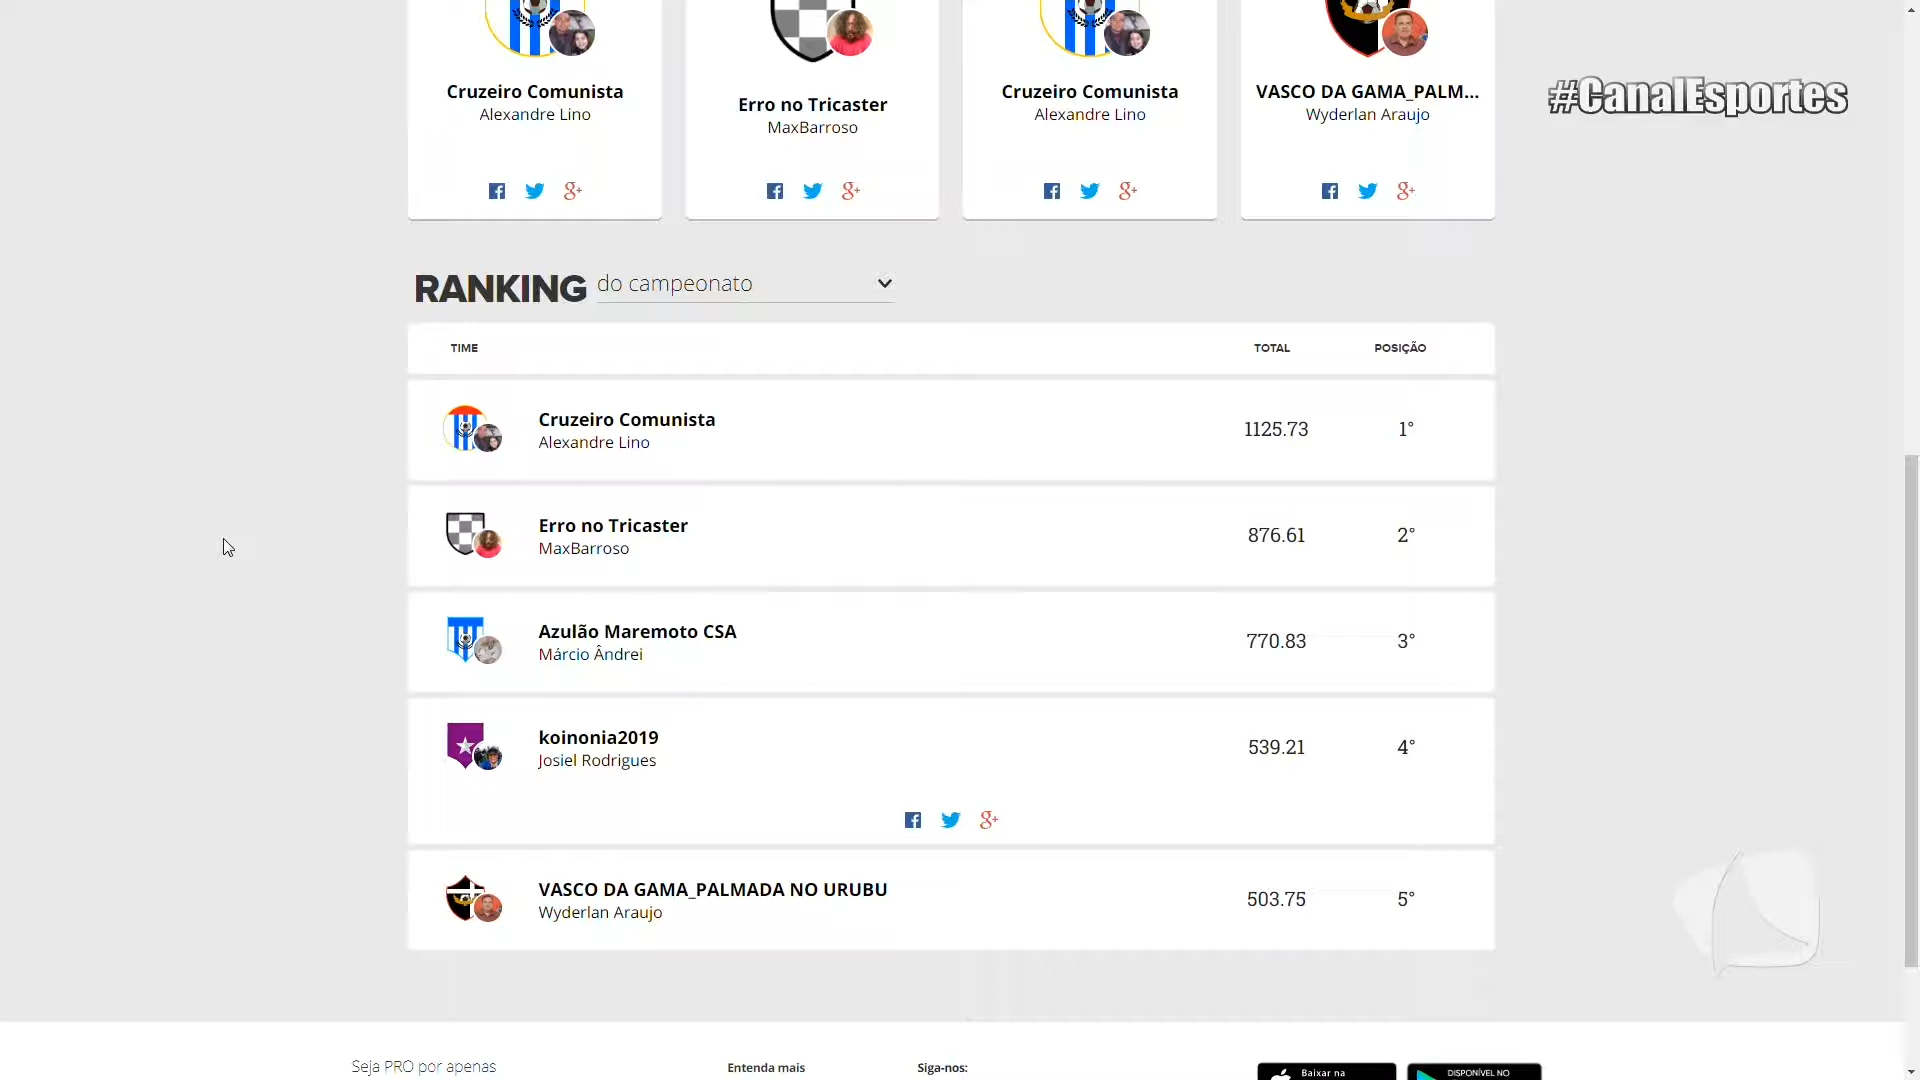 Cruzeiro Comunista
Alexandre Lino
Erro no Tricaster
MaxBarroso
Cruzeiro Comunista
Alexandre Lino
VASCO DA GAMA_PALM...
Wyderlan Araujo
#CanalEsportes
RANKING do campeonato
TIME TOTAL POSIÇÃO
Cruzeiro Comunista
Alexandre Lino
1125.73 1°
Erro no Tricaster
MaxBarroso
876.61 2°
Azulão Maremoto CSA
Márcio Ândrei
770.83 3°
koinonia2019
Josiel Rodrigues
539.21 4°
VASCO DA GAMA_PALMADA NO URUBU
Wyderlan Araujo
503.75 5°
Seja PRO por apenas
Entenda mais
Siga-nos:
Baixar na
DISPONÍVEL NO